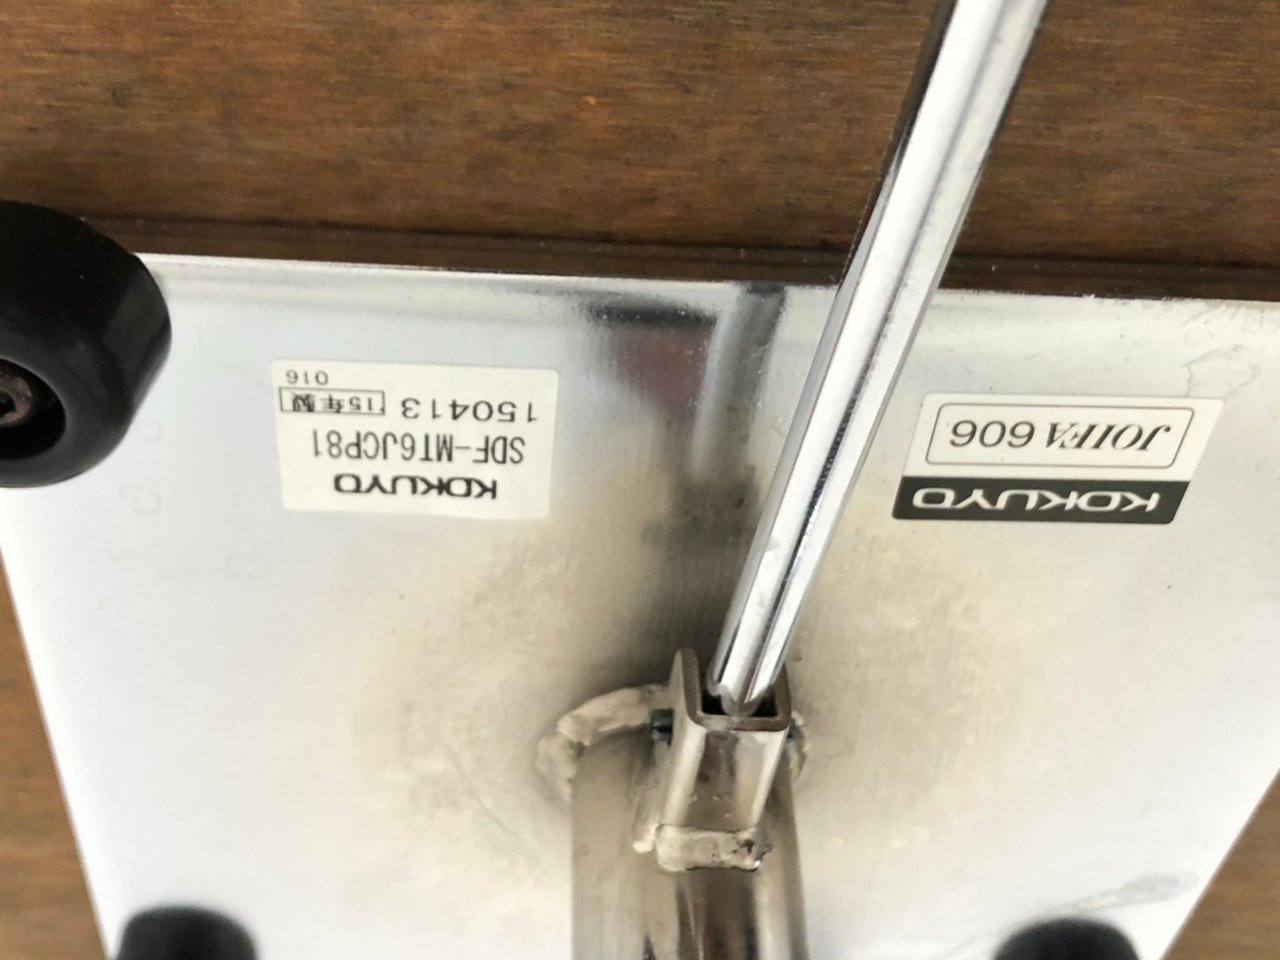 KOKUYO
SDF-MT6JCP81
150413 15年製
016
KOKUYO
JOIFA 606